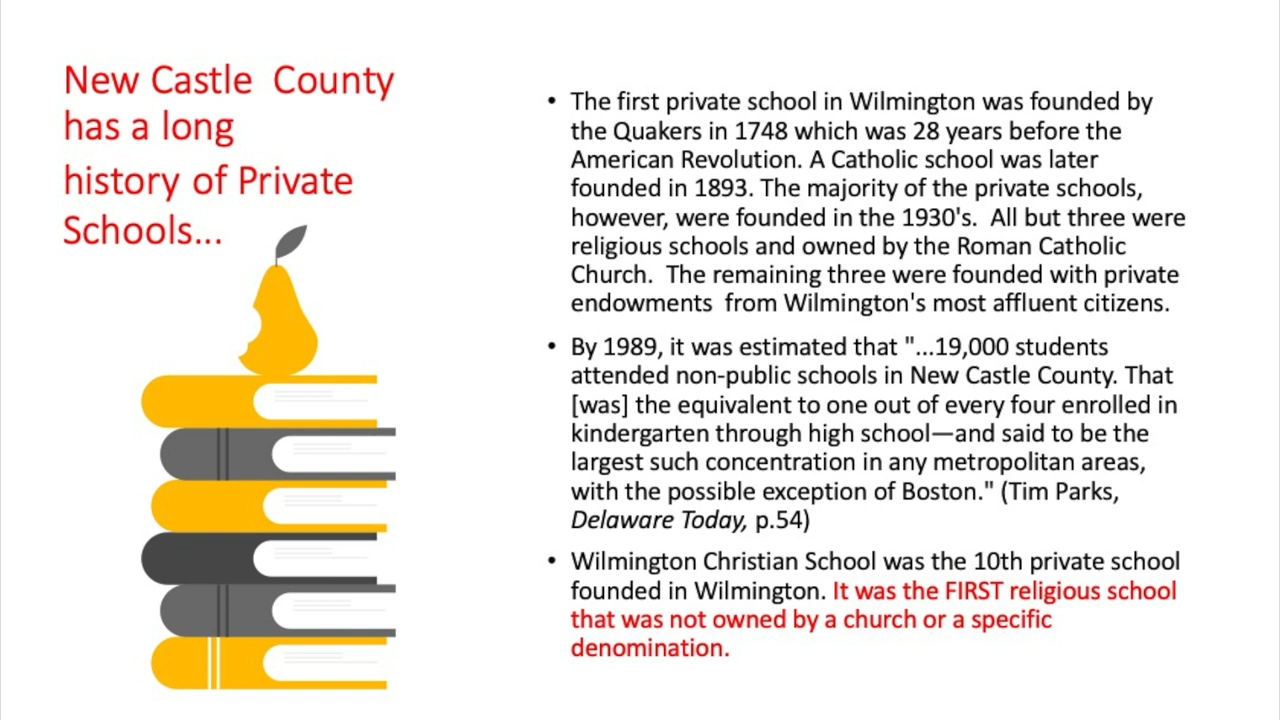 New Castle  County
has a long
history of Private
Schools...
• The first private school in Wilmington was founded by
the Quakers in 1748 which was 28 years before the
American Revolution. A Catholic school was later
founded in 1893. The majority of the private schools,
however, were founded in the 1930's.  All but three were
religious schools and owned by the Roman Catholic
Church.  The remaining three were founded with private
endowments  from Wilmington's most affluent citizens.
• By 1989, it was estimated that "...19,000 students
attended non-public schools in New Castle County. That
[was] the equivalent to one out of every four enrolled in
kindergarten through high school—and said to be the
largest such concentration in any metropolitan areas,
with the possible exception of Boston." (Tim Parks,
Delaware Today, p.54)
• Wilmington Christian School was the 10th private school
founded in Wilmington. It was the FIRST religious school
that was not owned by a church or a specific
denomination.